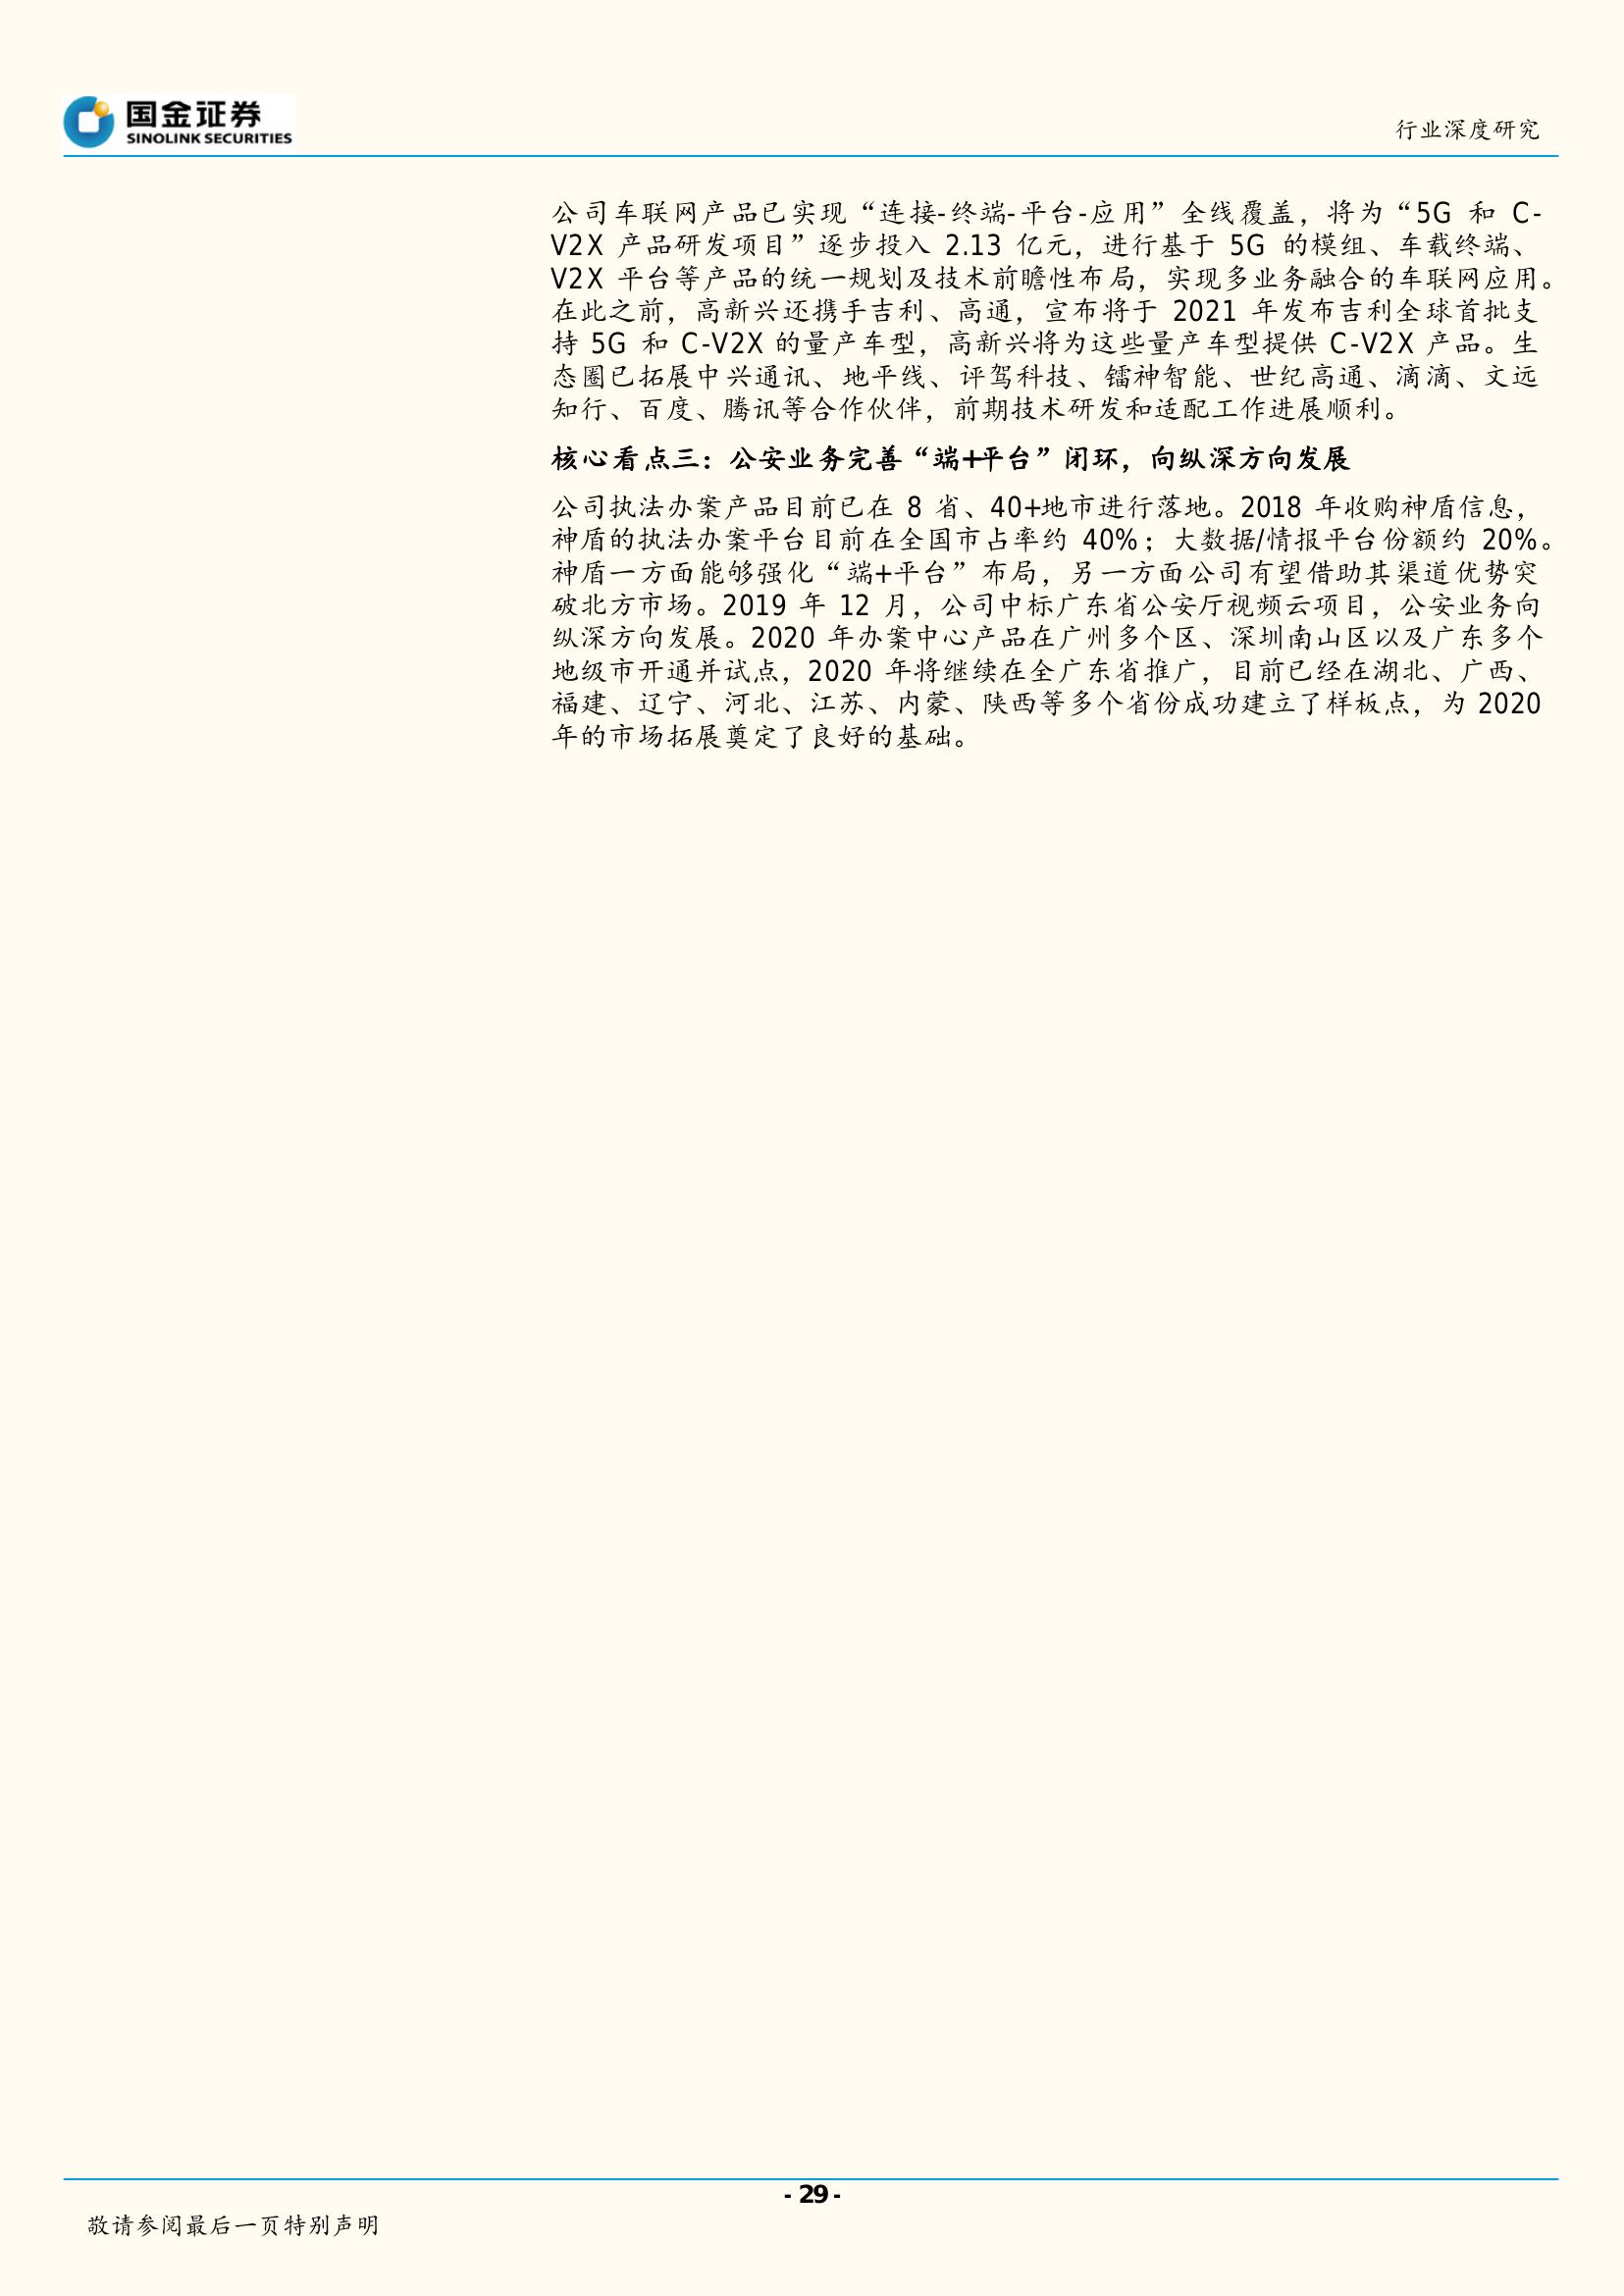 国金证券
SINOLINK SECURITIES
行业深度研究
公司车联网产品已实现“连接-终端-平台-应用”全线覆盖，将为“5G 和 C-
V2X 产品研发项目”逐步投入 2.13 亿元，进行基于 5G 的模组、车载终端、
V2X 平台等产品的统一规划及技术前瞻性布局，实现多业务融合的车联网应用。
在此之前，高新兴还携手吉利、高通，宣布将于 2021 年发布吉利全球首批支
持 5G 和 C-V2X 的量产车型，高新兴将为这些量产车型提供 C-V2X 产品。生
态圈已拓展中兴通讯、地平线、评驾科技、镭神智能、世纪高通、滴滴、文远
知行、百度、腾讯等合作伙伴，前期技术研发和适配工作进展顺利。
核心看点三：公安业务完善“端+平台”闭环，向纵深方向发展
公司执法办案产品目前已在 8 省、40+地市进行落地。2018 年收购神盾信息，
神盾的执法办案平台目前在全国市占率约 40%；大数据/情报平台份额约 20%。
神盾一方面能够强化“端+平台”布局，另一方面公司有望借助其渠道优势突
破北方市场。2019 年 12 月，公司中标广东省公安厅视频云项目，公安业务向
纵深方向发展。2020 年办案中心产品在广州多个区、深圳南山区以及广东多个
地级市开通并试点，2020 年将继续在全广东省推广，目前已经在湖北、广西、
福建、辽宁、河北、江苏、内蒙、陕西等多个省份成功建立了样板点，为 2020
年的市场拓展奠定了良好的基础。
- 29 -
敬请参阅最后一页特别声明